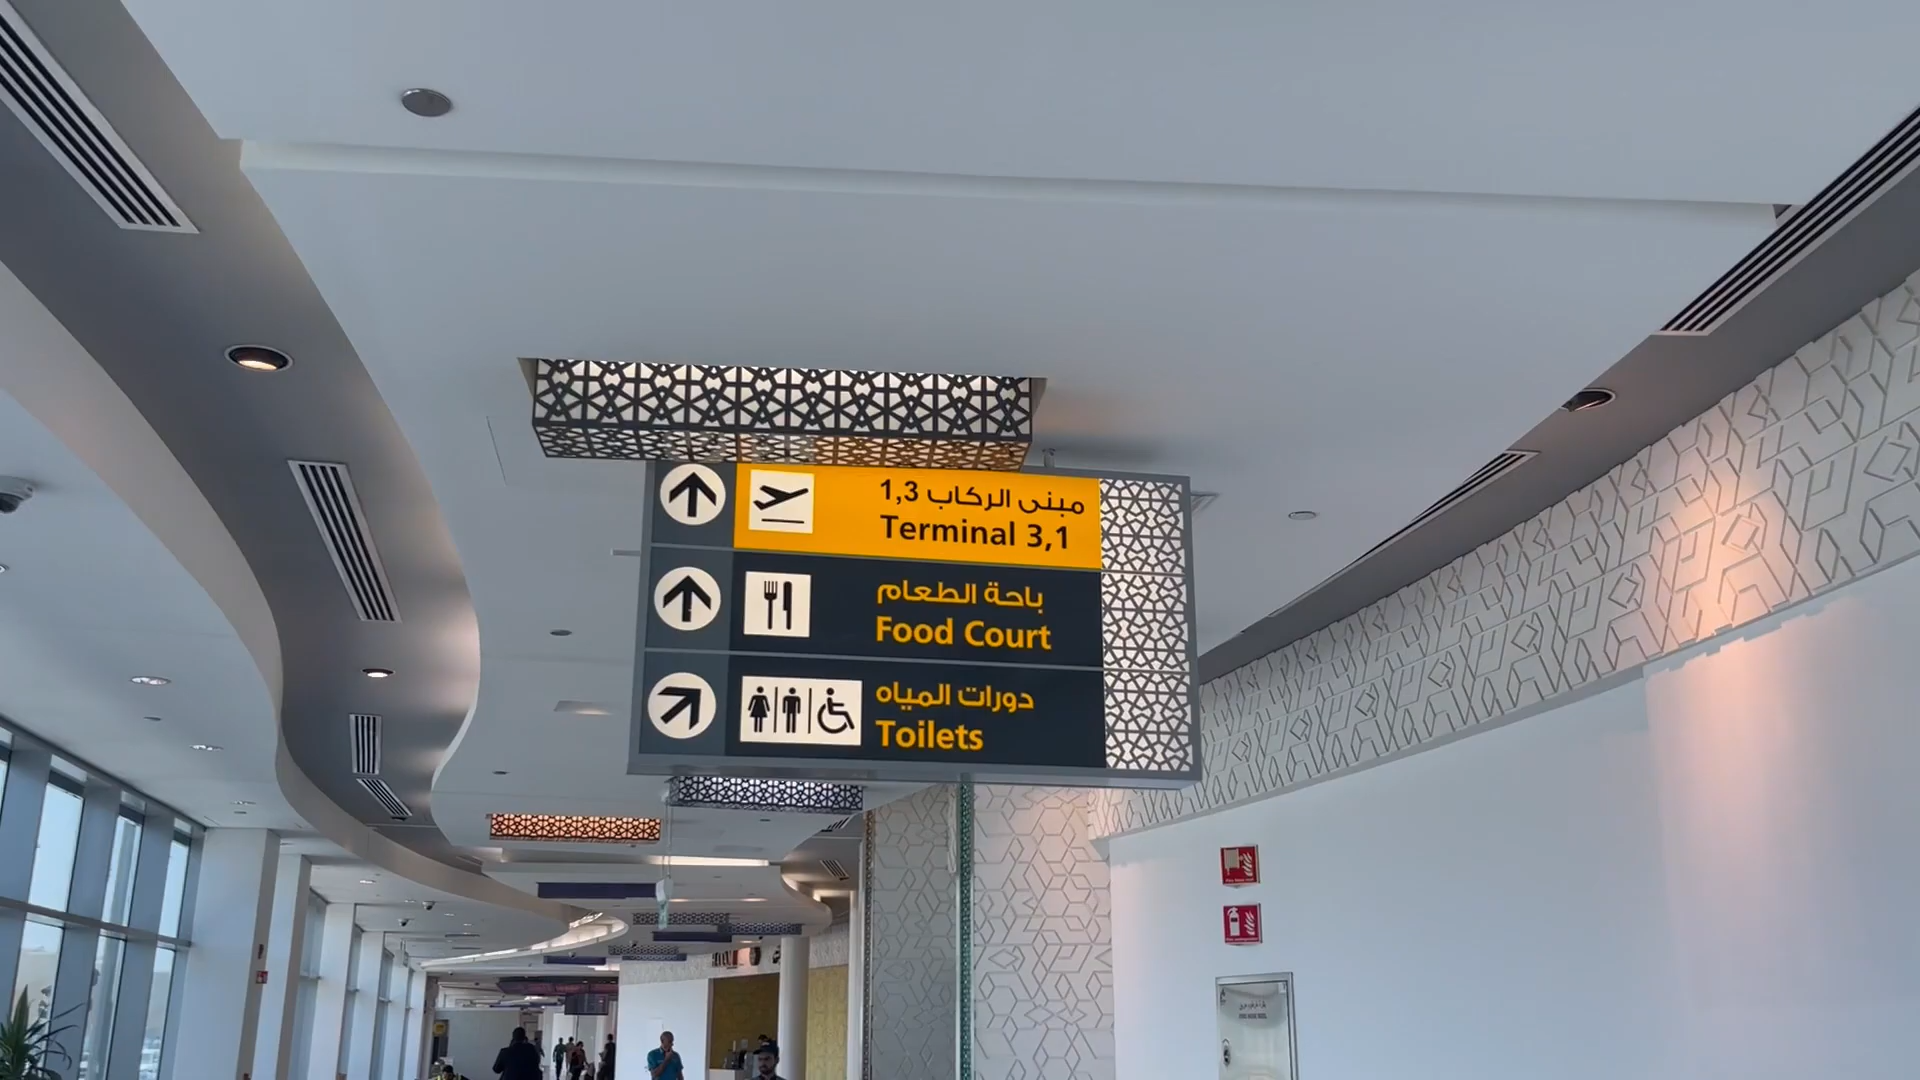 مبنى الركاب 1,3
Terminal 3,1
باحة الطعام
Food Court
دورات المياه
Toilets